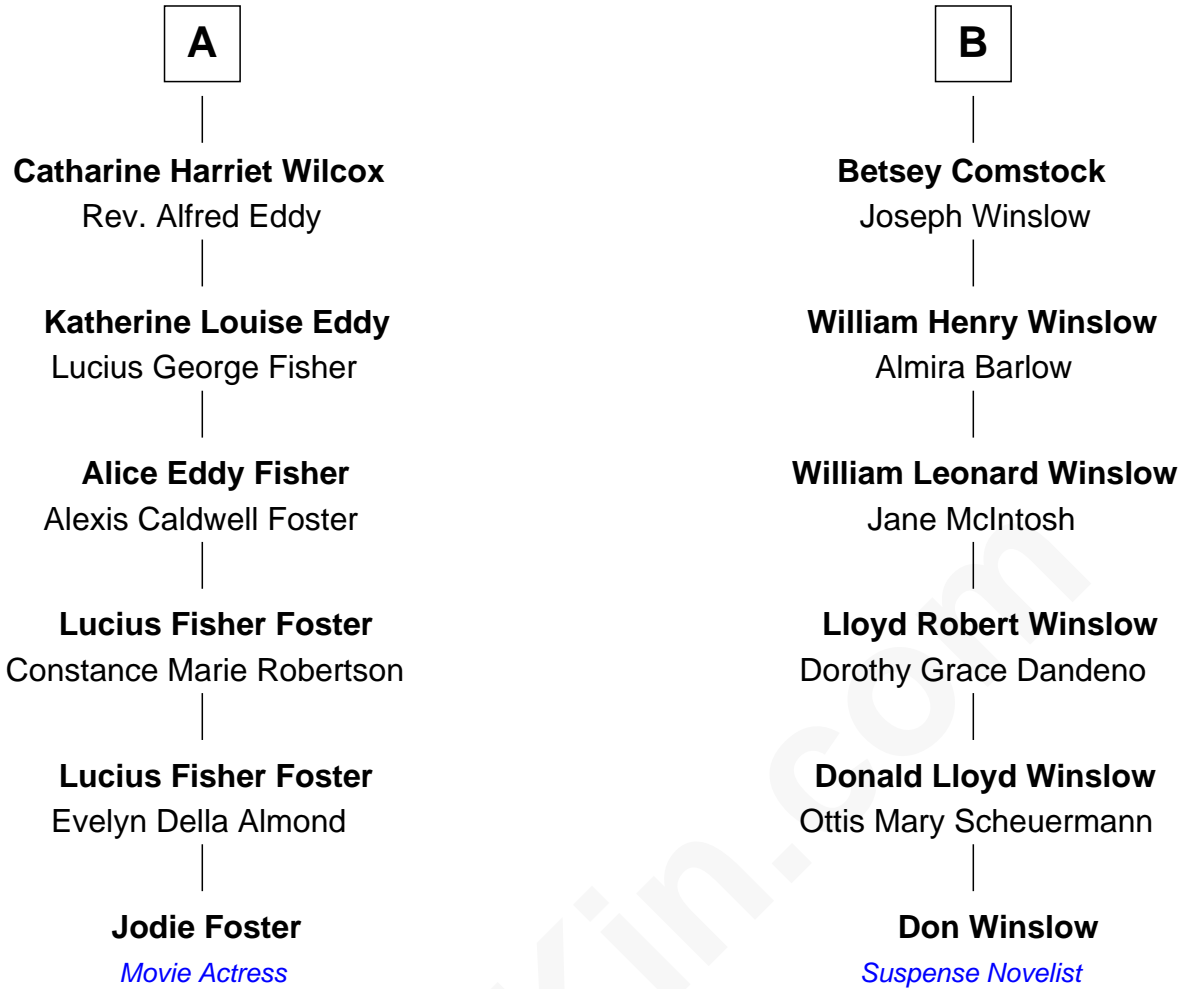 A
Catharine Harriet Wilcox
Rev. Alfred Eddy
Katherine Louise Eddy
Lucius George Fisher
Alice Eddy Fisher
Alexis Caldwell Foster
Lucius Fisher Foster
Constance Marie Robertson
Lucius Fisher Foster
Evelyn Della Almond
Jodie Foster
Movie Actress
B
Betsey Comstock
Joseph Winslow
William Henry Winslow
Almira Barlow
William Leonard Winslow
Jane McIntosh
Lloyd Robert Winslow
Dorothy Grace Dandeno
Donald Lloyd Winslow
Ottis Mary Scheuermann
Don Winslow
Suspense Novelist
Kin.com